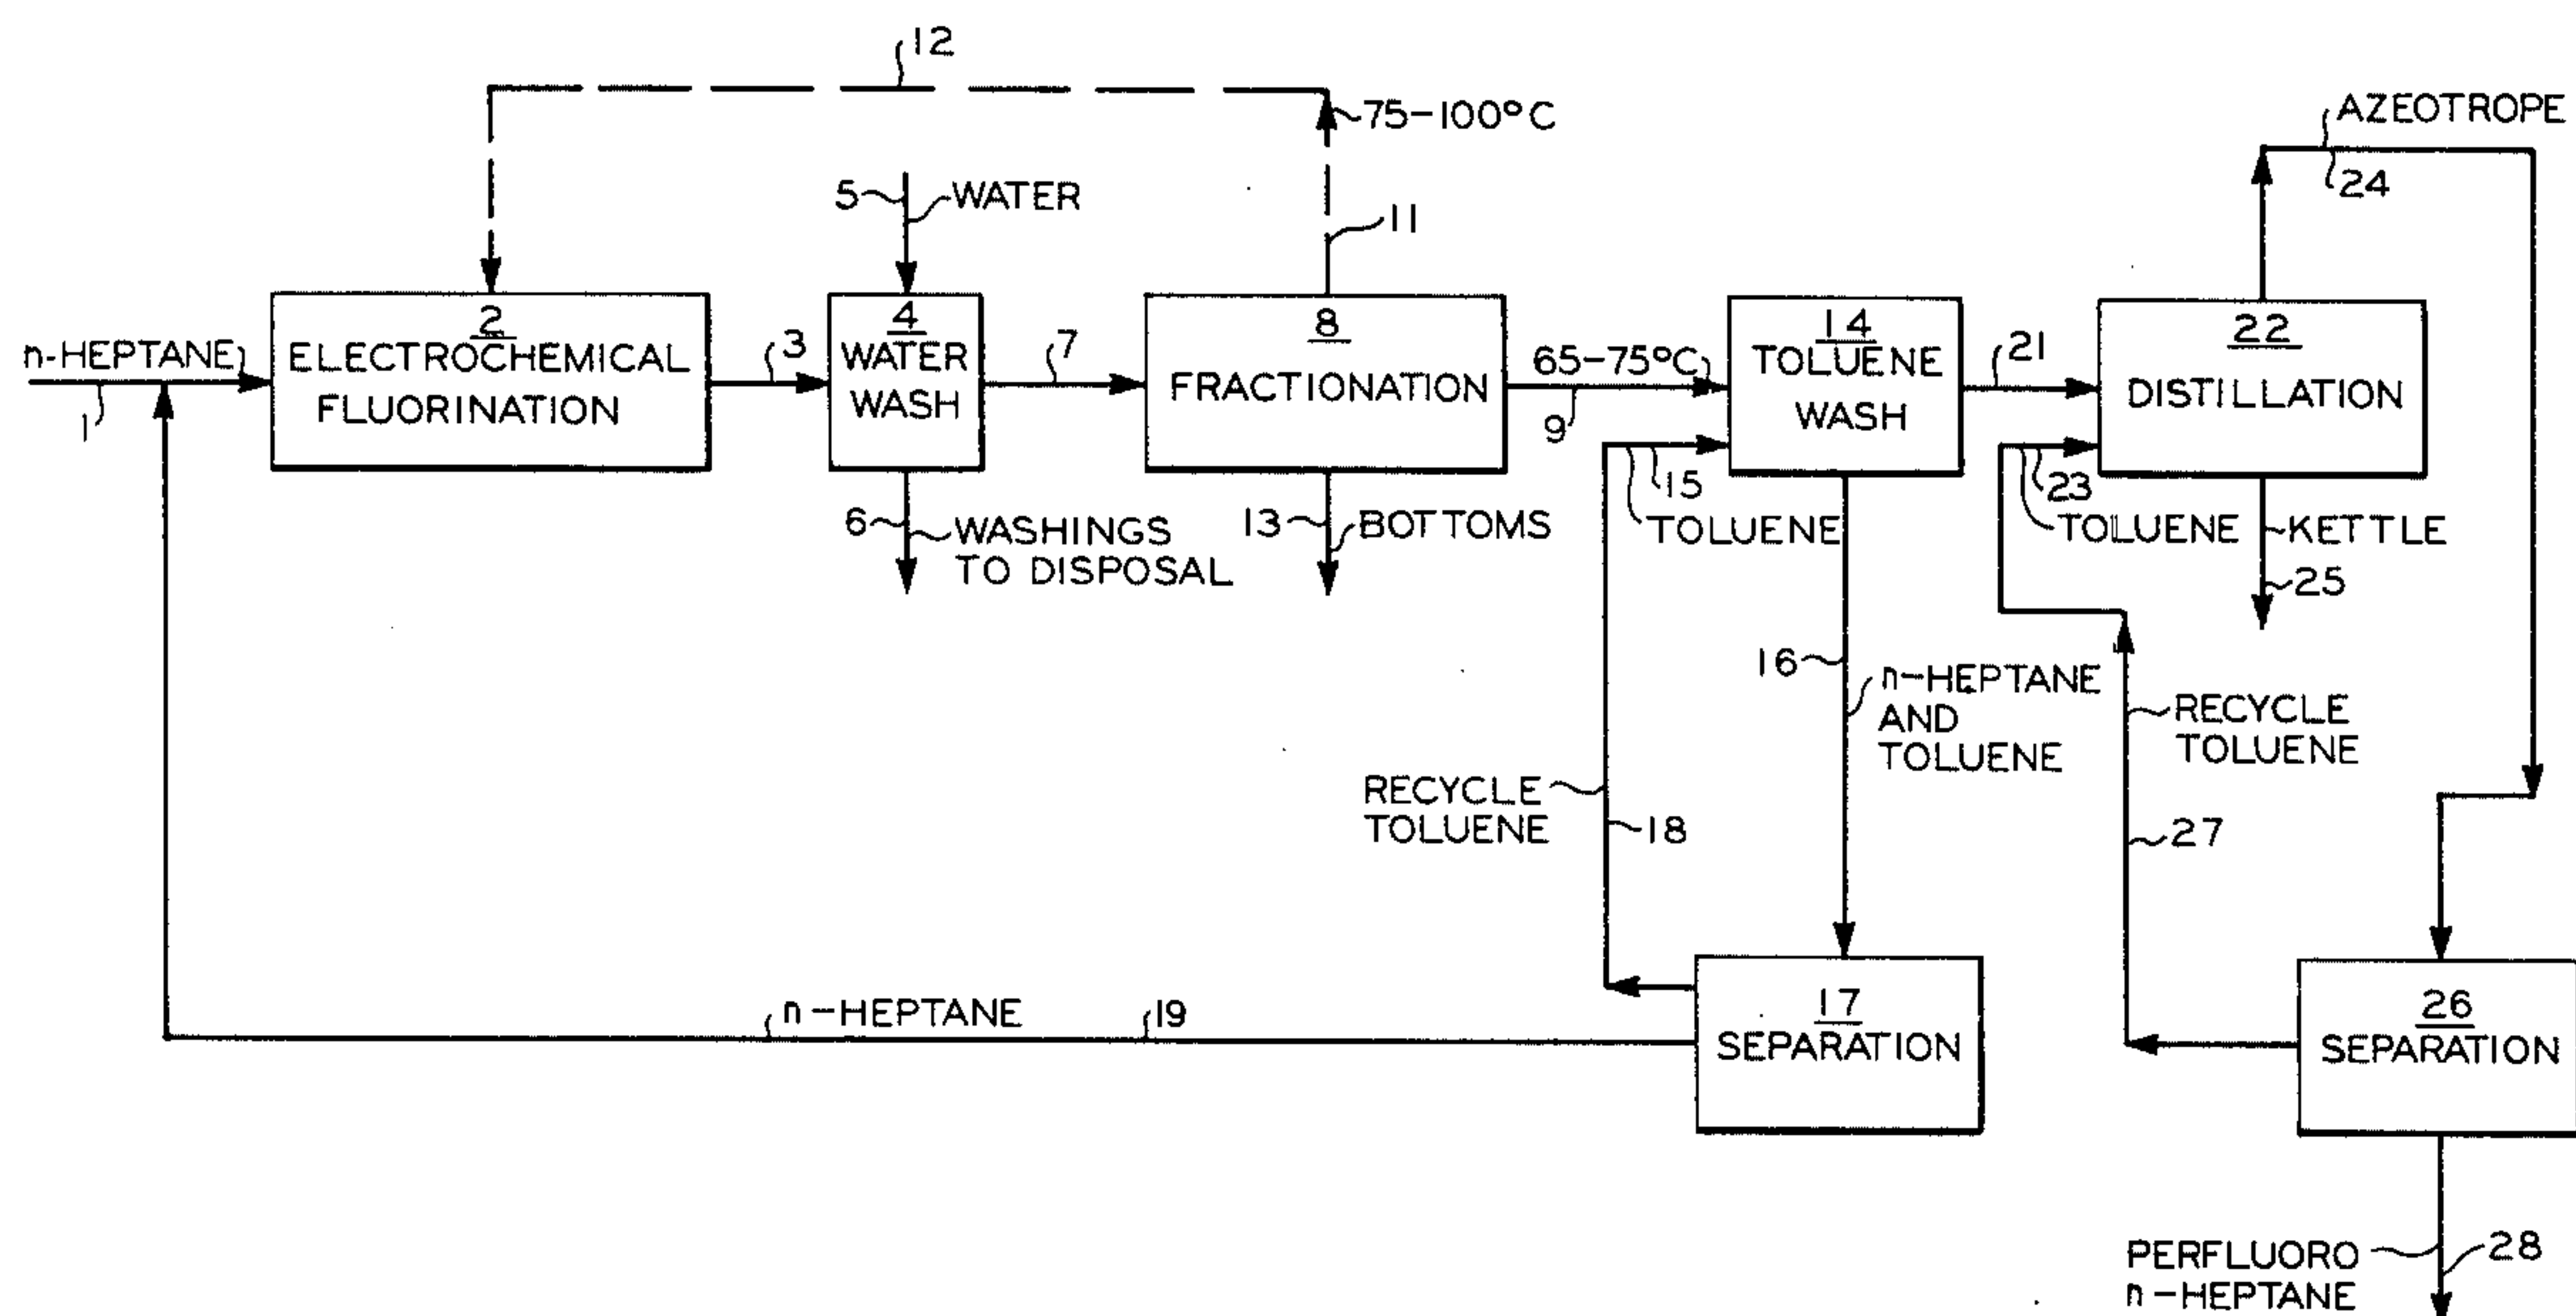 12
75-100°C
AZEOTROPE
24
5
WATER
11
n-HEPTANE
1
2
ELECTROCHEMICAL
FLUORINATION
3
4
WATER
WASH
7
8
FRACTIONATION
65-75°C
9
14
TOLUENE
WASH
21
22
DISTILLATION
15
TOLUENE
23
TOLUENE
6
WASHINGS
TO DISPOSAL
13
BOTTOMS
KETTLE
25
16
n-HEPTANE
AND
TOLUENE
RECYCLE
TOLUENE
RECYCLE
TOLUENE
18
27
n-HEPTANE
19
17
SEPARATION
26
SEPARATION
PERFLUORO
n-HEPTANE
28